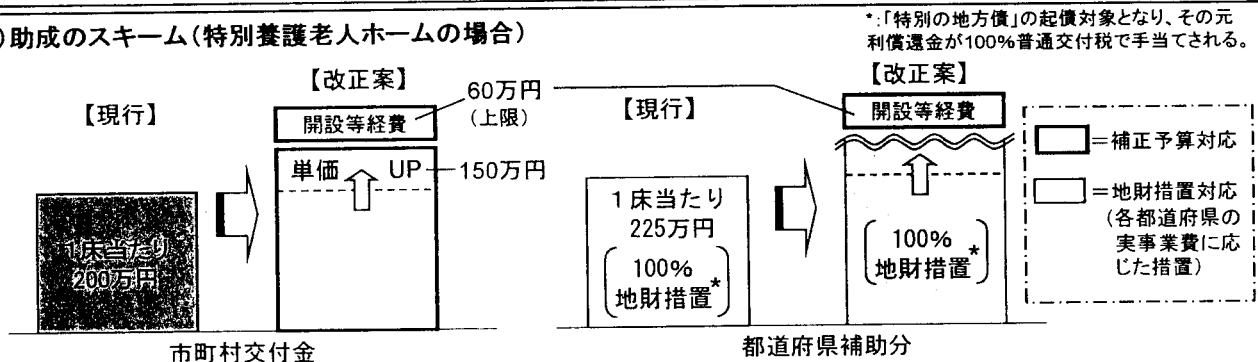 )助成のスキーム(特別養護老人ホームの場合)
*:「特別の地方債」の起債対象となり、その元
利償還金が100%普通交付税で手当てされる。
【現行】
1床当たり
200万円
【改正案】
開設等経費
60万円
(上限)
単価 UP
150万円
市町村交付金
【現行】
1床当たり
225万円
100%
地財措置*
【改正案】
開設等経費
100%
地財措置*
都道府県補助分
=補正予算対応
=地財措置対応
(各都道府県の
実事業費に応
じた措置)